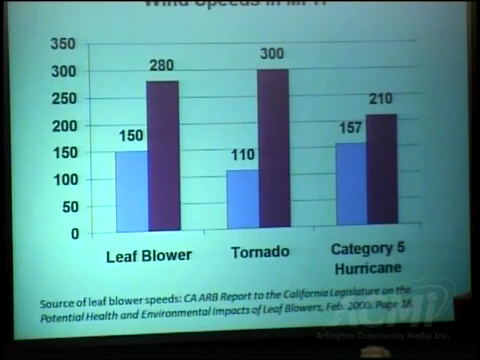 Wind Speeds in MPH
350
300
250
200
150
100
50
0
150
280
110
300
157
210
Leaf Blower
Tornado
Category 5
Hurricane
Source of leaf blower speeds: CA ARB Report to the California Legislature on the
Potential Health and Environmental Impacts of Leaf Blowers, Feb. 2000. Page 18.
ACMi
Arlington Community Media Inc.